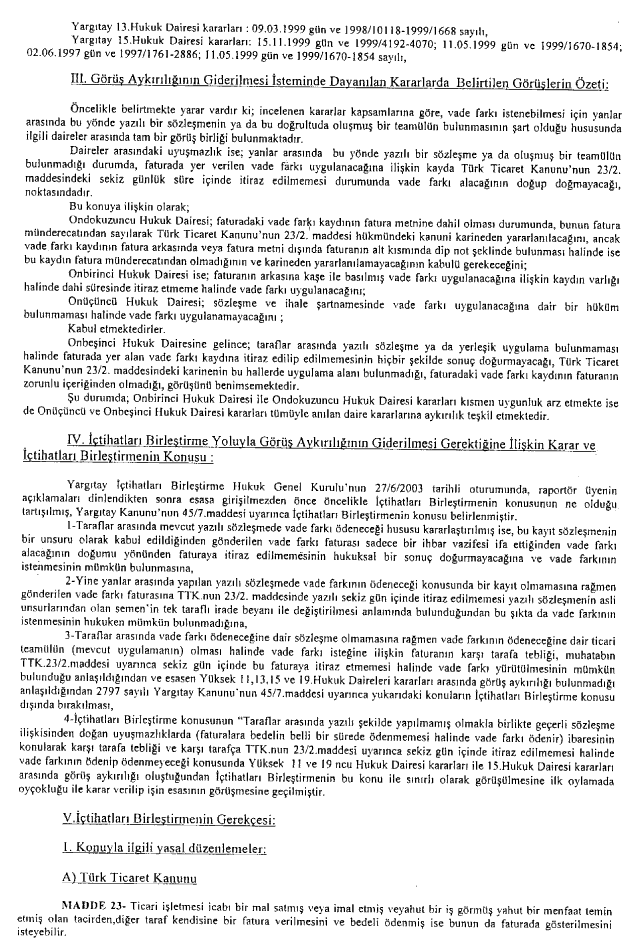 Yargıtay 13.Hukuk Dairesi kararları : 09.03.1999 gün ve 1998/10118-1999/1668 sayılı,
Yargıtay 15.Hukuk Dairesi kararları: 15.11.1999 gün ve 1999/4192-4070; 11.05.1999 gün ve 1999/1670-1854;
02.06.1997 gün ve 1997/1761-2886; 11.05.1999 gün ve 1999/1670-1854 sayılı,
III. Görüş Aykırılığının Giderilmesi İsteminde Dayanılan Kararlarda Belirtilen Görüşlerin Özeti:
Öncelikle belirtmekte yarar vardır ki; incelenen kararlar kapsamlarına göre, vade farkı istenebilmesi için yanlar
arasında bu yönde yazılı bir sözleşmenin ya da bu doğrultuda oluşmuş bir teamülün bulunmasının şart olduğu hususunda
ilgili daireler arasında tam bir görüş birliği bulunmaktadır.
Daireler arasındaki uyuşmazlık ise; yanlar arasında bu yönde yazılı bir sözleşme ya da oluşmuş bir teamülün
bulunmadığı durumda, faturada yer verilen vade farkı uygulanacağına ilişkin kayda Türk Ticaret Kanunu'nun 23/2.
maddesindeki sekiz günlük süre içinde itiraz edilmemesi durumunda vade farkı alacağının doğup doğmayacağı,
noktasındadır.
Bu konuya ilişkin olarak;
Ondokuzuncu Hukuk Dairesi; faturadaki vade farkı kaydının fatura metnine dahil olması durumunda, bunun fatura
münderecatından sayılarak Türk Ticaret Kanunu'nun 23/2. maddesi hükmündeki kanuni karineden yararlanılacağını, ancak
vade farkı kaydının fatura arkasında veya fatura metni dışında faturanın alt kısmında dip not şeklinde bulunması halinde ise
bu kaydın fatura münderecatından olmadığının ve karineden yararlanılamayacağının kabulü gerekeceğini;
Onbirinci Hukuk Dairesi ise; faturanın arkasına kaşe ile basılmış vade farkı uygulanacağına ilişkin kaydın varlığı
halinde dahi süresinde itiraz etmeme halinde vade farkı uygulanacağını;
Onüçüncü Hukuk Dairesi; sözleşme ve ihale şartnamesinde vade farkı uygulanacağına dair bir hüküm
bulunmaması halinde vade farkı uygulanamayacağını ;
Kabul etmektedirler.
Onbeşinci Hukuk Dairesine gelince; taraflar arasında yazılı sözleşme ya da yerleşik uygulama bulunmaması
halinde faturada yer alan vade farkı kaydına itiraz edilip edilmemesinin hiçbir şekilde sonuç doğurmayacağı, Türk Ticaret
Kanunu'nun 23/2. maddesindeki karinenin bu hallerde uygulama alanı bulunmadığı, faturadaki vade farkı kaydının faturanın
zorunlu içeriğinden olmadığı, görüşünü benimsemektedir.
Şu durumda; Onbirinci Hukuk Dairesi ile Ondokuzuncu Hukuk Dairesi kararları kısmen uygunluk arz etmekte ise
de Onüçüncü ve Onbeşinci Hukuk Dairesi kararları tümüyle anılan daire kararlarına aykırılık teşkil etmektedir.
IV. İçtihatları Birleştirme Yoluyla Görüş Aykırılığının Giderilmesi Gerektiğine İlişkin Karar ve
İçtihatları Birleştirmenin Konusu :
Yargıtay İçtihatları Birleştirme Hukuk Genel Kurulu'nun 27/6/2003 tarihli oturumunda, raportör üyenin
açıklamaları dinlendikten sonra esasa girişilmezden önce öncelikle İçtihatları Birleştirmenin konusunun ne olduğu
tartışılmış, Yargıtay Kanunu'nun 45/7.maddesi uyarınca İçtihatları Birleştirmenin konusu belirlenmiştir.
1-Taraflar arasında mevcut yazılı sözleşmede vade farkı ödeneceği hususu kararlaştırılmış ise, bu kayıt sözleşmenin
bir unsuru olarak kabul edildiğinden gönderilen vade farkı faturası sadece bir ihbar vazifesi ifa ettiğinden vade farkı
alacağının doğumu yönünden faturaya itiraz edilmemesinin hukuksal bir sonuç doğurmayacağına ve vade farkının
istenmesinin mümkün bulunmasına,
2-Yine yanlar arasında yapılan yazılı sözleşmede vade farkının ödeneceği konusunda bir kayıt olmamasına rağmen
gönderilen vade farkı faturasına TTK.nun 23/2. maddesinde yazılı sekiz gün içinde itiraz edilmemesi yazılı sözleşmenin asli
unsurlarından olan semen'in tek taraflı irade beyanı ile değiştirilmesi anlamında bulunduğundan bu şıkta da vade farkının
istenmesinin hukuken mümkün bulunmadığına,
3-Taraflar arasında vade farkı ödeneceğine dair sözleşme olmamasına rağmen vade farkının ödeneceğine dair ticari
teamülün (mevcut uygulamanın) olması halinde vade farkı isteğine ilişkin faturanın karşı tarafa tebliği, muhatabın
TTK.23/2.maddesi uyarınca sekiz gün içinde bu faturaya itiraz etmemesi halinde vade farkı yürütülmesinin mümkün
bulunduğu anlaşıldığından ve esasen Yüksek 11,13,15 ve 19.Hukuk Daireleri kararları arasında görüş aykırılığı bulunmadığı
anlaşıldığından 2797 sayılı Yargıtay Kanunu'nun 45/7.maddesi uyarınca yukarıdaki konuların İçtihatları Birleştirme konusu
dışında bırakılması,
4-İçtihatları Birleştirme konusunun "Taraflar arasında yazılı şekilde yapılmamış olmakla birlikte geçerli sözleşme
ilişkisinden doğan uyuşmazlıklarda (faturalara bedelin belli bir sürede ödenmemesi halinde vade farkı ödenir) ibaresinin
konularak karşı tarafa tebliği ve karşı tarafça TTK.nun 23/2.maddesi uyarınca sekiz gün içinde itiraz edilmemesi halinde
vade farkının ödenip ödenmeyeceği konusunda Yüksek 11 ve 19 ncu Hukuk Dairesi kararları ile 15.Hukuk Dairesi kararları
arasında görüş aykırılığı oluştuğundan İçtihatları Birleştirmenin bu konu ile sınırlı olarak görüşülmesine ilk oylamada
oyçokluğu ile karar verilip işin esasının görüşmesine geçilmiştir.
V.İçtihatları Birleştirmenin Gerekçesi:
1. Konuyla ilgili yasal düzenlemeler:
A) Türk Ticaret Kanunu
MADDE 23- Ticari işletmesi icabı bir mal satmış veya imal etmiş veyahut bir iş görmüş yahut bir menfaat temin
etmiş olan tacirden,diğer taraf kendisine bir fatura verilmesini ve bedeli ödenmiş ise bunun da faturada gösterilmesini
isteyebilir.